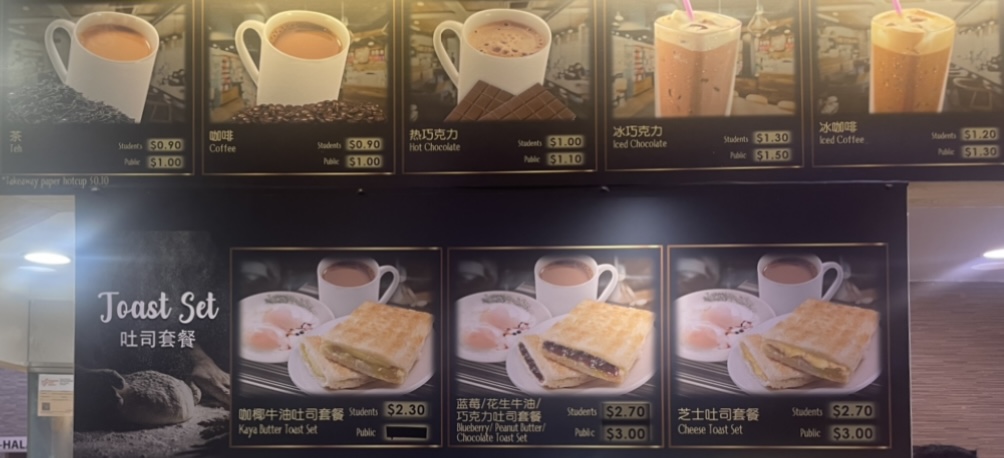 茶
Teh
Students $0.90
Public $1.00
咖啡
Coffee
Students $0.90
Public $1.00
热巧克力
Hot Chocolate
Students $1.00
Public $1.10
冰巧克力
Iced Chocolate
Students $1.30
Public $1.50
冰咖啡
Iced Coffee
Students $1.20
Public $1.30
*Takeaway paper hotcup $0.30
Toast Set
吐司套餐
咖椰牛油吐司套餐
Kaya Butter Toast Set
Students $2.30
Public
蓝莓/花生牛油/
巧克力吐司套餐
Blueberry/ Peanut Butter/
Chocolate Toast Set
Students $2.70
Public $3.00
芝士吐司套餐
Cheese Toast Set
Students $2.70
Public $3.00
-HAL